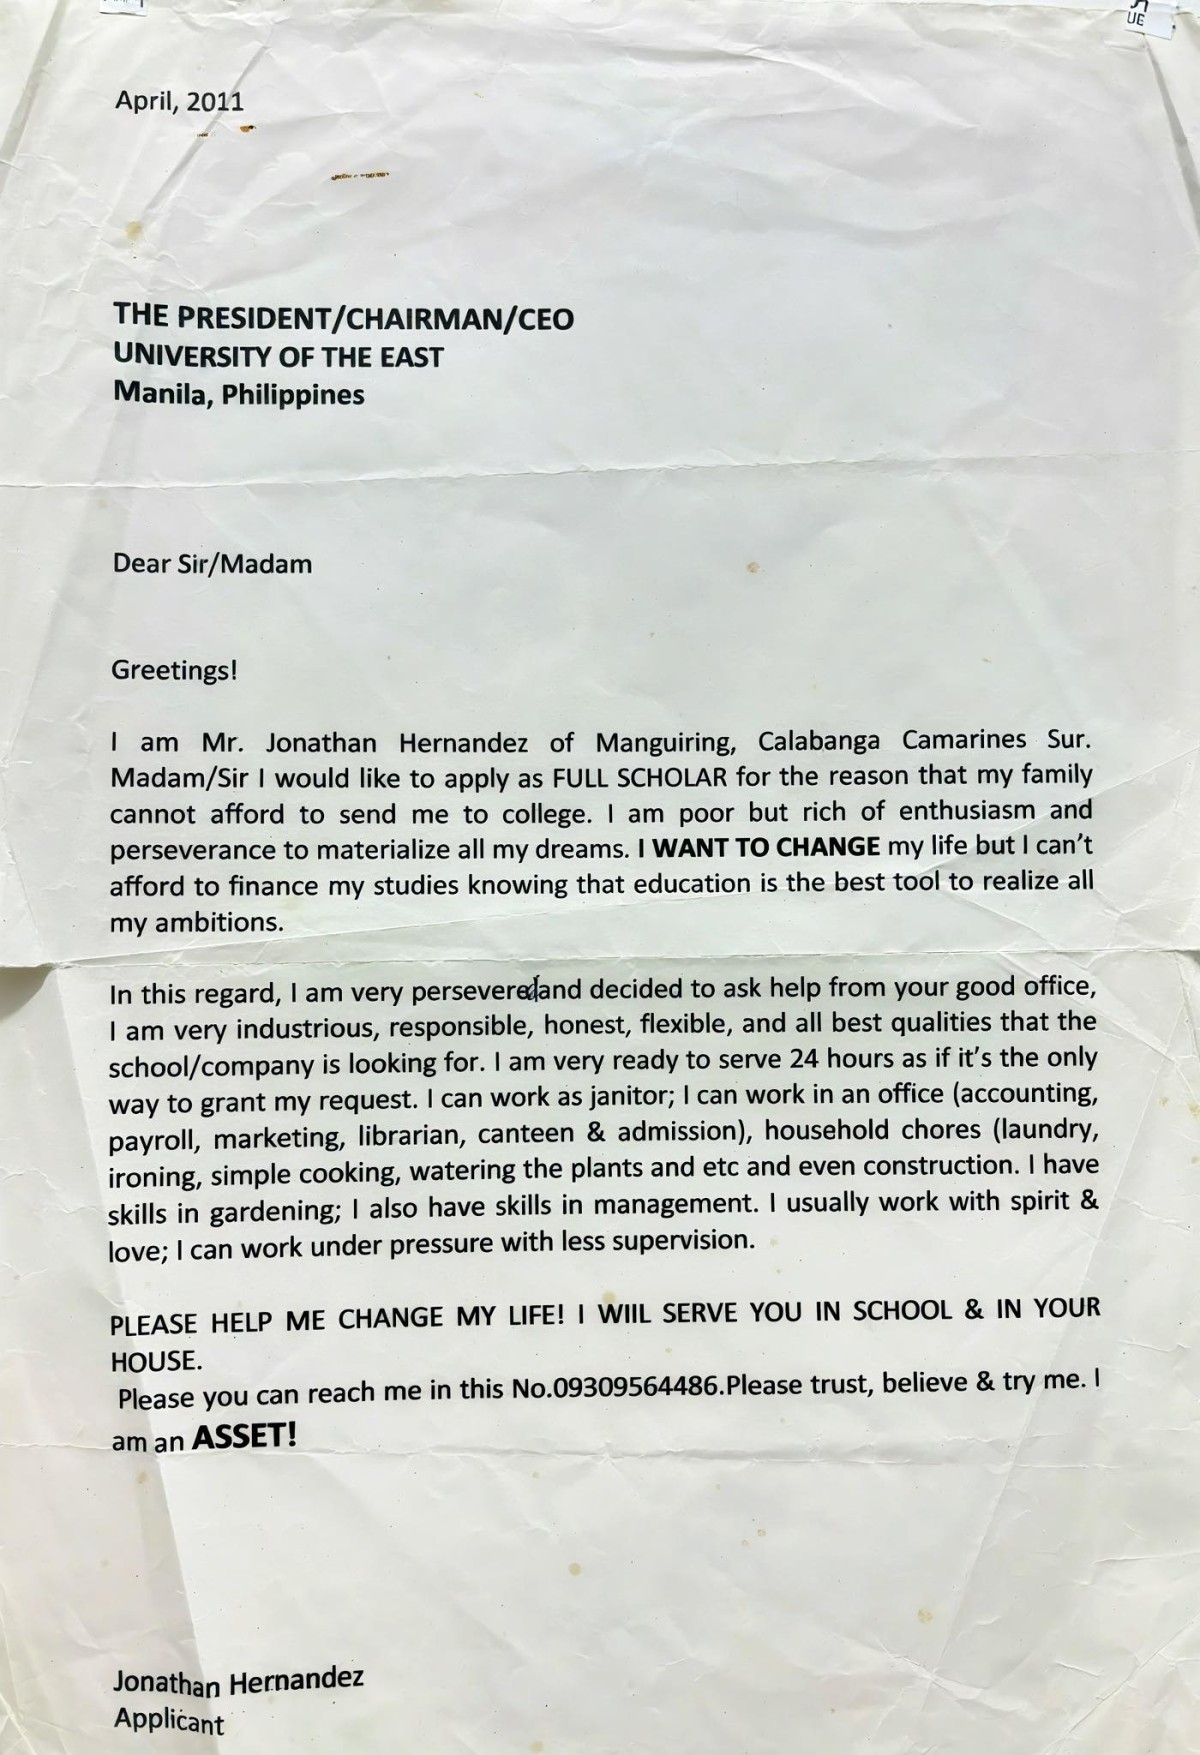 UE
April, 2011
THE PRESIDENT/CHAIRMAN/CEO
UNIVERSITY OF THE EAST
Manila, Philippines
Dear Sir/Madam
Greetings!
I am Mr. Jonathan Hernandez of Manguiring, Calabanga Camarines Sur.
Madam/Sir I would like to apply as FULL SCHOLAR for the reason that my family
cannot afford to send me to college. I am poor but rich of enthusiasm and
perseverance to materialize all my dreams. I WANT TO CHANGE my life but I can't
afford to finance my studies knowing that education is the best tool to realize all
my ambitions.
In this regard, I am very persevered and decided to ask help from your good office,
I am very industrious, responsible, honest, flexible, and all best qualities that the
school/company is looking for. I am very ready to serve 24 hours as if it's the only
way to grant my request. I can work as janitor; I can work in an office (accounting,
payroll, marketing, librarian, canteen & admission), household chores (laundry,
ironing, simple cooking, watering the plants and etc and even construction. I have
skills in gardening; I also have skills in management. I usually work with spirit &
love; I can work under pressure with less supervision.
PLEASE HELP ME CHANGE MY LIFE! I WIIL SERVE YOU IN SCHOOL & IN YOUR
HOUSE.
Please you can reach me in this No.09309564486.Please trust, believe & try me. I
am an ASSET!
Jonathan Hernandez
Applicant